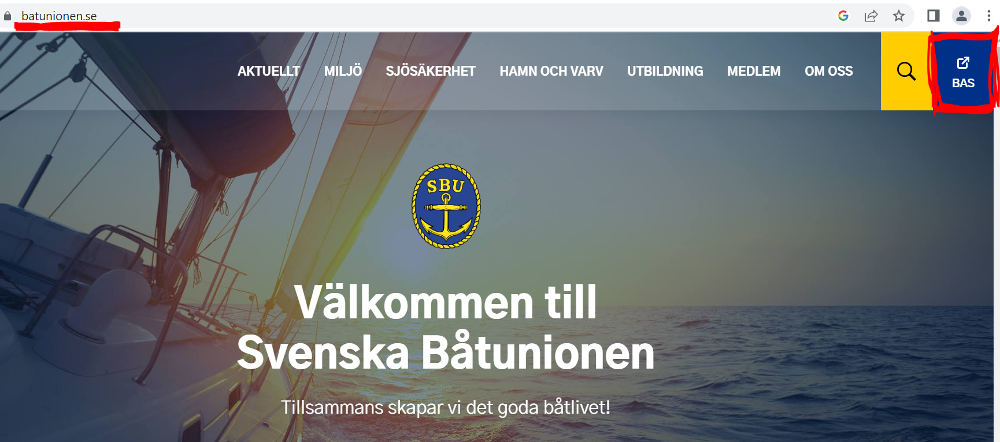 batunionen.se
AKTUELLT MILJÖ SJÖSÄKERHET HAMN OCH VARV UTBILDNING MEDLEM OM OSS
BAS
SBU
Välkommen till
Svenska Båtunionen
Tillsammans skapar vi det goda båtlivet!